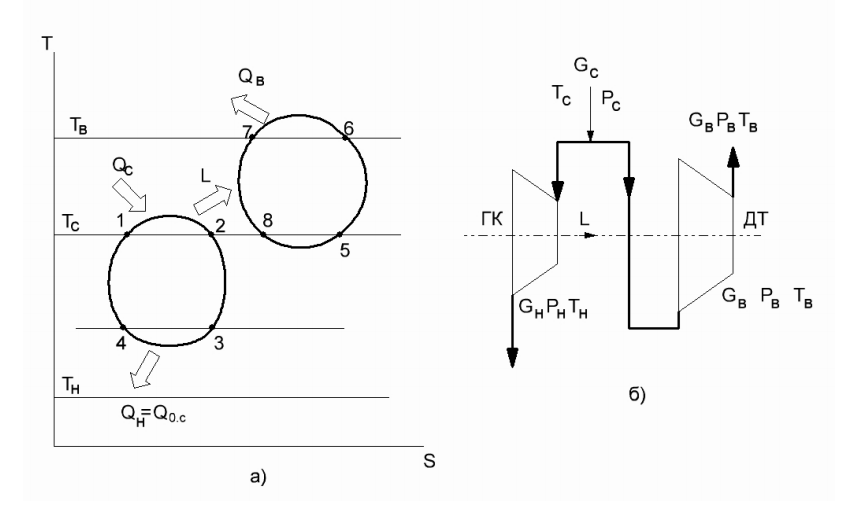 T
Q_В
T_В
7
6
Q_С
L
T_С
1
2
8
5
4
3
T_Н
Q_Н=Q_0.с
S
а)
G_С
T_С P_С
G_В P_В T_В
ГК
L
ДТ
G_Н P_Н T_Н
G_В P_В T_В
б)